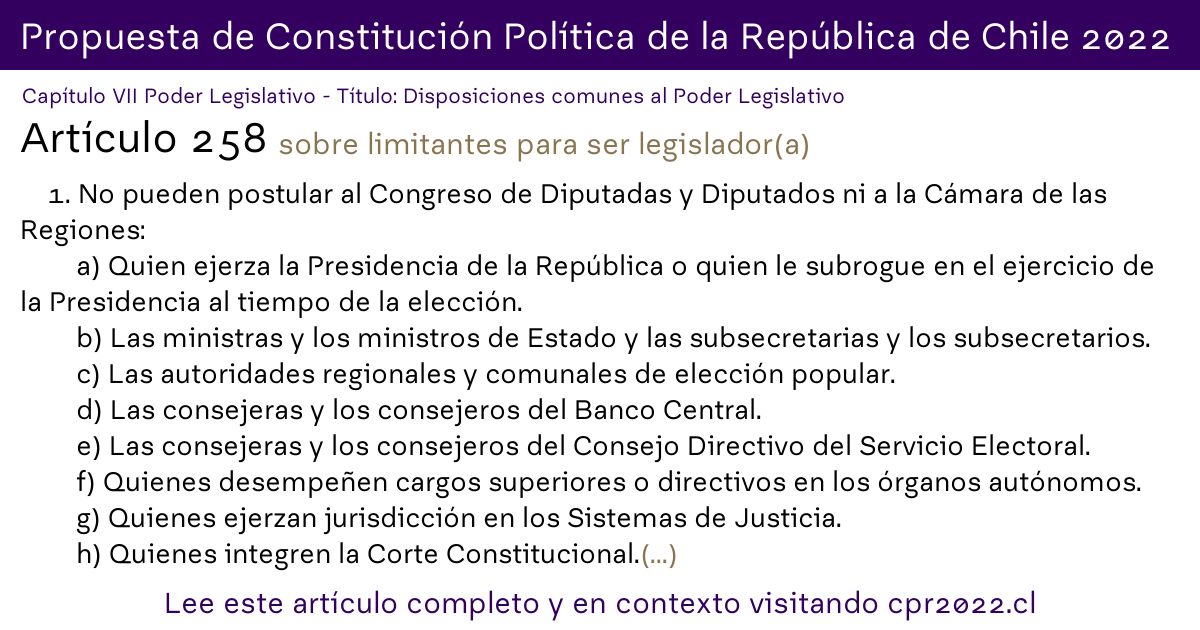 Propuesta de Constitución Política de la República de Chile 2022
Capítulo VII Poder Legislativo - Título: Disposiciones comunes al Poder Legislativo
Artículo 258 sobre limitantes para ser legislador(a)
1. No pueden postular al Congreso de Diputadas y Diputados ni a la Cámara de las
Regiones:
a) Quien ejerza la Presidencia de la República o quien le subrogue en el ejercicio de
la Presidencia al tiempo de la elección.
b) Las ministras y los ministros de Estado y las subsecretarias y los subsecretarios.
c) Las autoridades regionales y comunales de elección popular.
d) Las consejeras y los consejeros del Banco Central.
e) Las consejeras y los consejeros del Consejo Directivo del Servicio Electoral.
f) Quienes desempeñen cargos superiores o directivos en los órganos autónomos.
g) Quienes ejerzan jurisdicción en los Sistemas de Justicia.
h) Quienes integren la Corte Constitucional.(...)
Lee este artículo completo y en contexto visitando cpr2022.cl